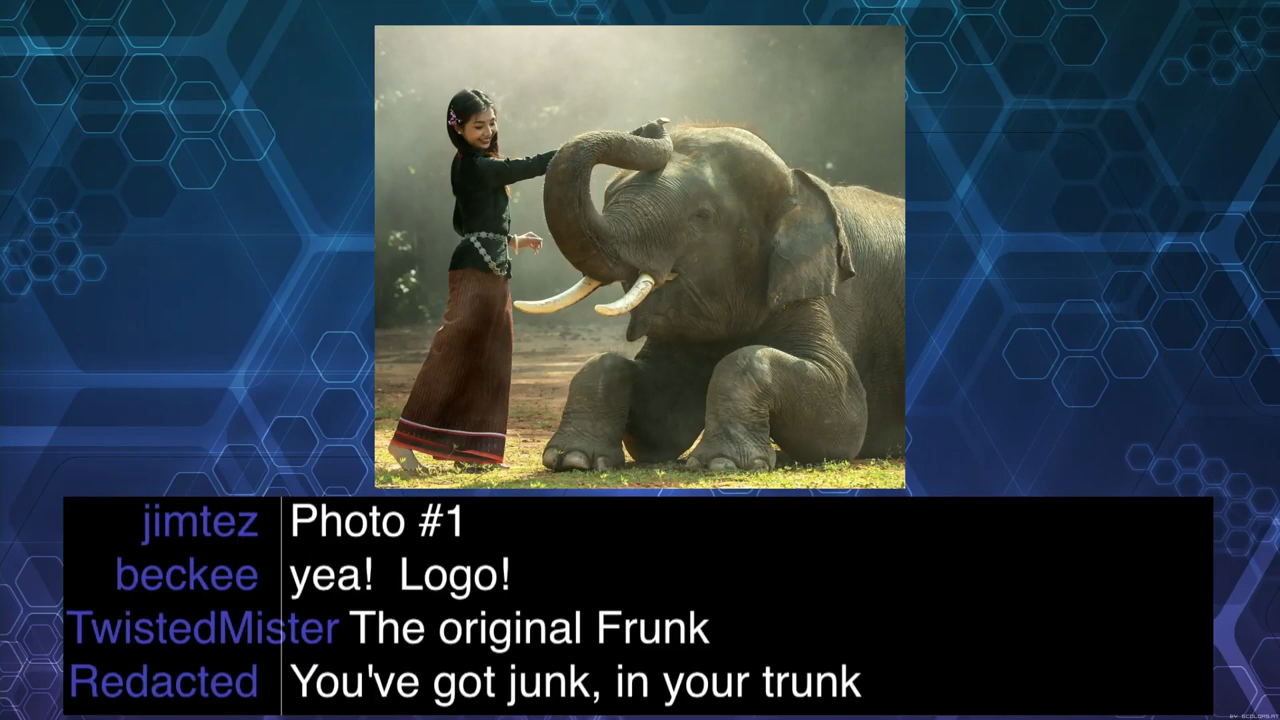 jimtez Photo #1
beckee yea! Logo!
TwistedMister The original Frunk
Redacted You've got junk, in your trunk